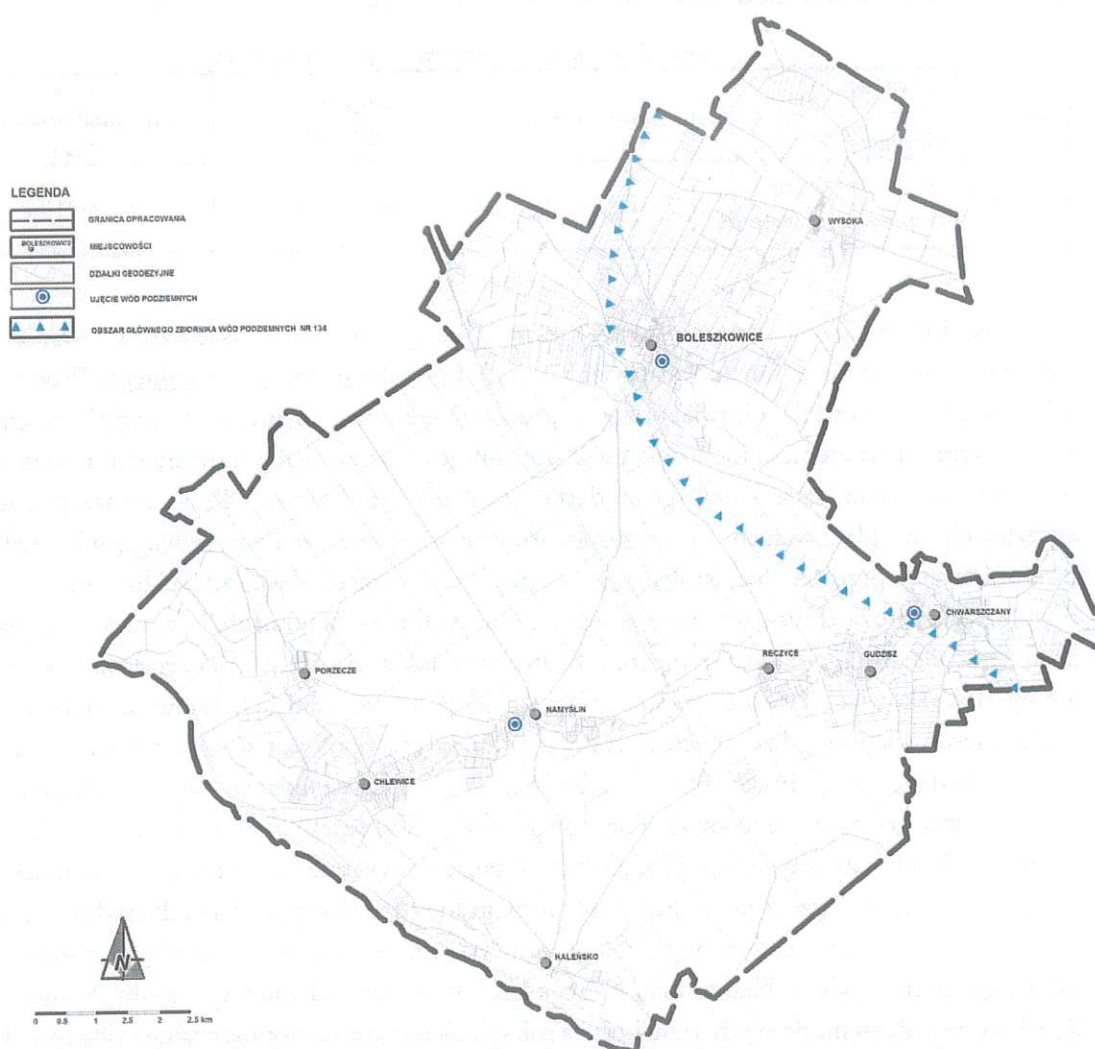 LEGENDA
GRANICA OPRACOWANIA
BOLESZKOWICE
MIEJSCOWOŚCI
DZIAŁKI GEODEZYJNE
UJĘCIE WÓD PODZIEMNYCH
OBSZAR GŁÓWNEGO ZBIORNIKA WÓD PODZIEMNYCH NR 134
WYSOKA
BOLESZKOWICE
CHWARSZCZANY
RECZYCE
GUDZISZ
PORZECZE
NAMYŚLIN
CHLEWICE
KALEŃSKO
N
0 0.5 1 2.5 2.5 km